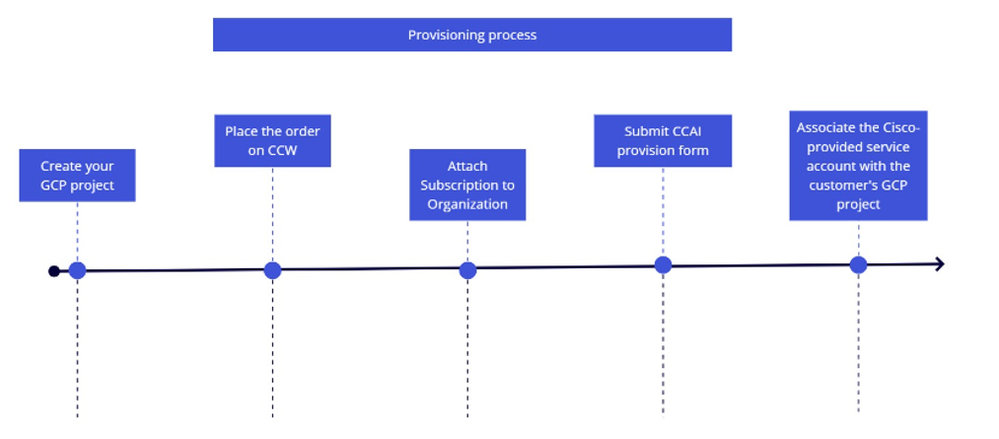 Provisioning process
Create your
GCP project
Place the order
on CCW
Attach
Subscription to
Organization
Submit CCAI
provision form
Associate the Cisco-
provided service
account with the
customer's GCP
project